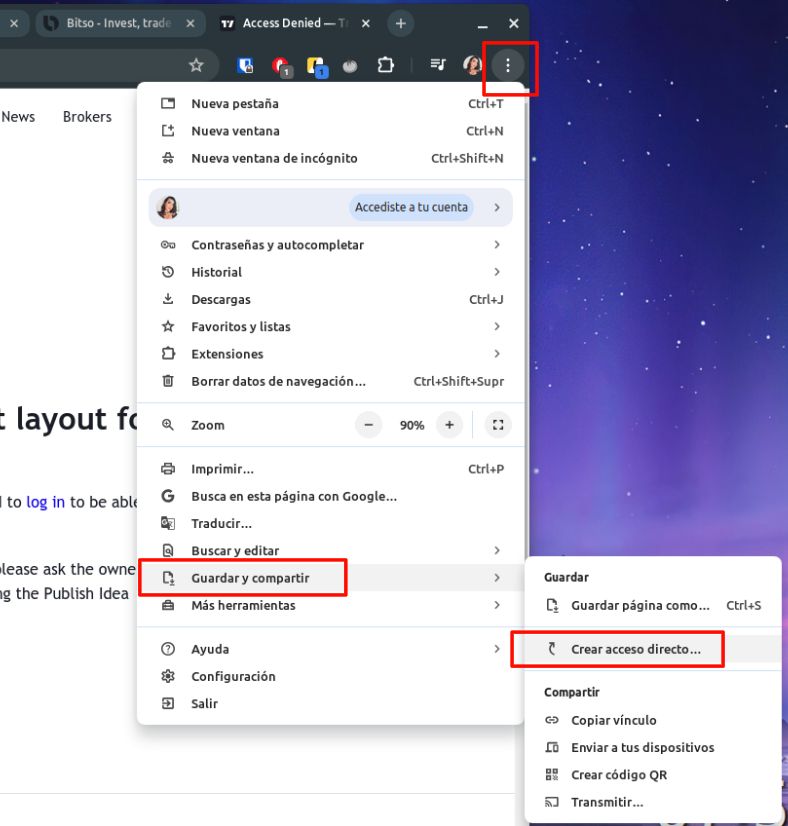 Bitso - Invest, trade
Access Denied — Tr
1
1
News Brokers
Nueva pestaña Ctrl+T
Nueva ventana Ctrl+N
Nueva ventana de incógnito Ctrl+Shift+N
Accediste a tu cuenta
Contraseñas y autocompletar
Historial
Descargas Ctrl+J
Favoritos y listas
Extensiones
Borrar datos de navegación... Ctrl+Shift+Supr
Zoom − 90% +
t layout fo
Imprimir... Ctrl+P
Busca en esta página con Google...
d to log in to be able
Traducir...
Buscar y editar
please ask the owne
Guardar y compartir
ng the Publish Idea
Más herramientas
Ayuda
Configuración
Salir
Guardar
Guardar página como... Ctrl+S
Crear acceso directo...
Compartir
Copiar vínculo
Enviar a tus dispositivos
Crear código QR
Transmitir...